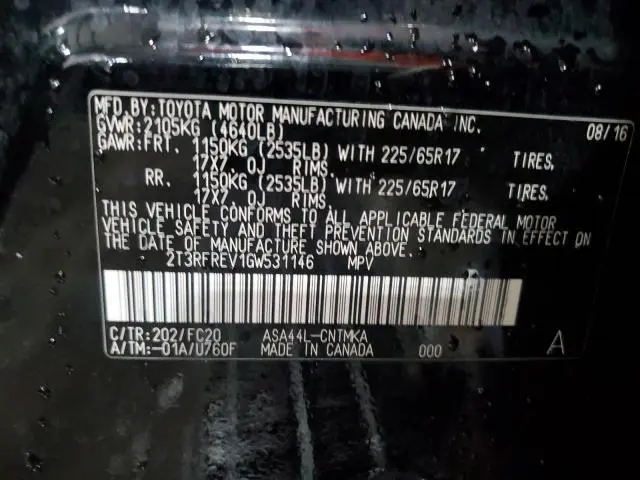 MFD.BY:TOYOTA MOTOR MANUFACTURING CANADA INC. 08/16
GVWR:2105KG (4640LB)
GAWR:FRT. 1150KG (2535LB) WITH 225/65R17 TIRES.
17X7.0J RIMS.
RR. 1150KG (2535LB) WITH 225/65R17 TIRES.
17X7.0J RIMS.
THIS VEHICLE CONFORMS TO ALL APPLICABLE FEDERAL MOTOR
VEHICLE SAFETY AND THEFT PREVENTION STANDARDS IN EFFECT ON
THE DATE OF MANUFACTURE SHOWN ABOVE.
2T3RFREV1GW531146 MPV
C/TR:202/FC20 ASA44L-CNTMKA
A/TM:-01A/U760F MADE IN CANADA 000 A